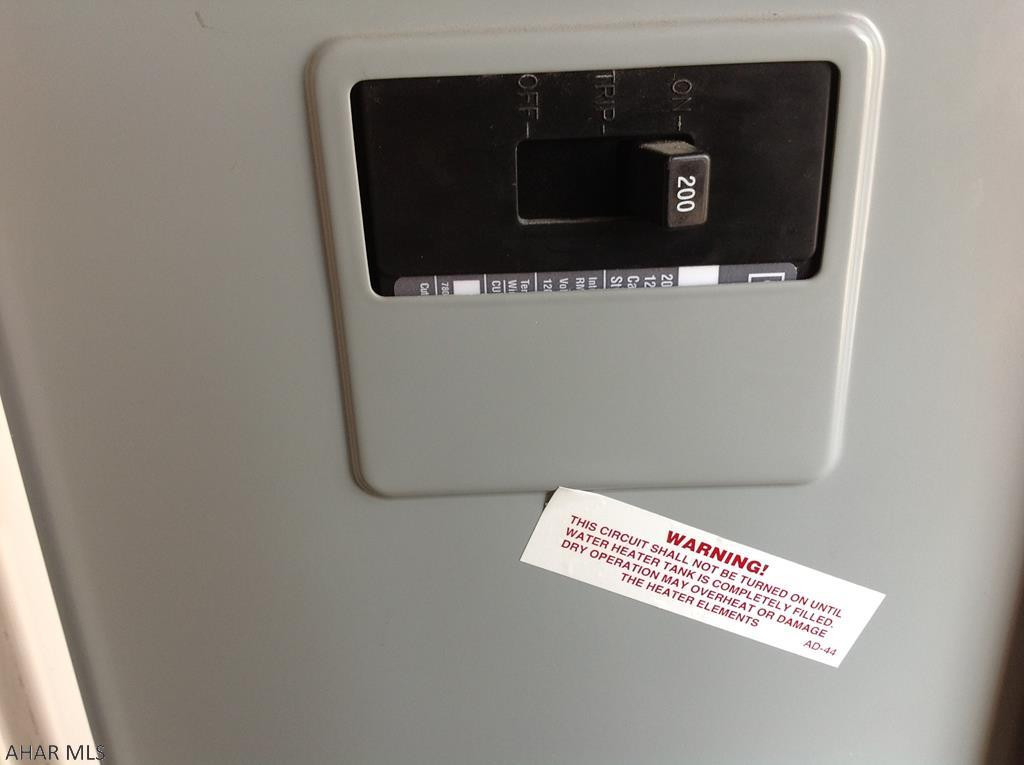 OFF
TRIP
ON
200
WARNING!
THIS CIRCUIT SHALL NOT BE TURNED ON UNTIL
WATER HEATER TANK IS COMPLETELY FILLED.
DRY OPERATION MAY OVERHEAT OR DAMAGE
THE HEATER ELEMENTS
AD-44
AHAR MLS